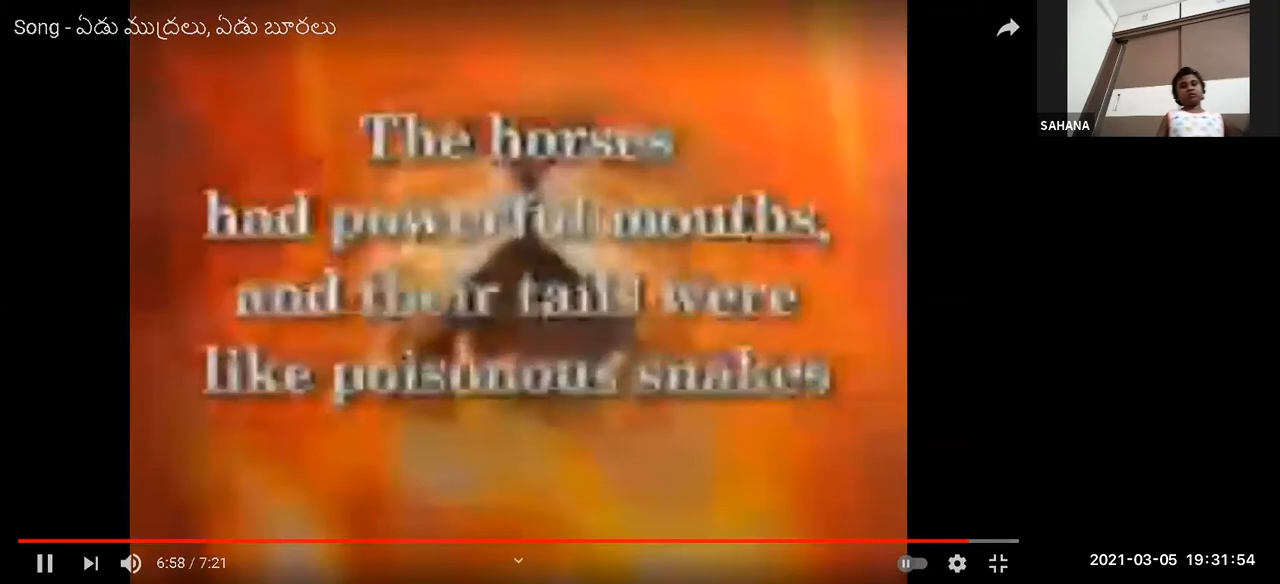 Song - ఏడు ముద్రలు, ఏడు బూరలు
The horses
had powerful mouths,
and their tails were
like poisonous snakes
SAHANA
6:58 / 7:21
2021-03-05 19:31:54